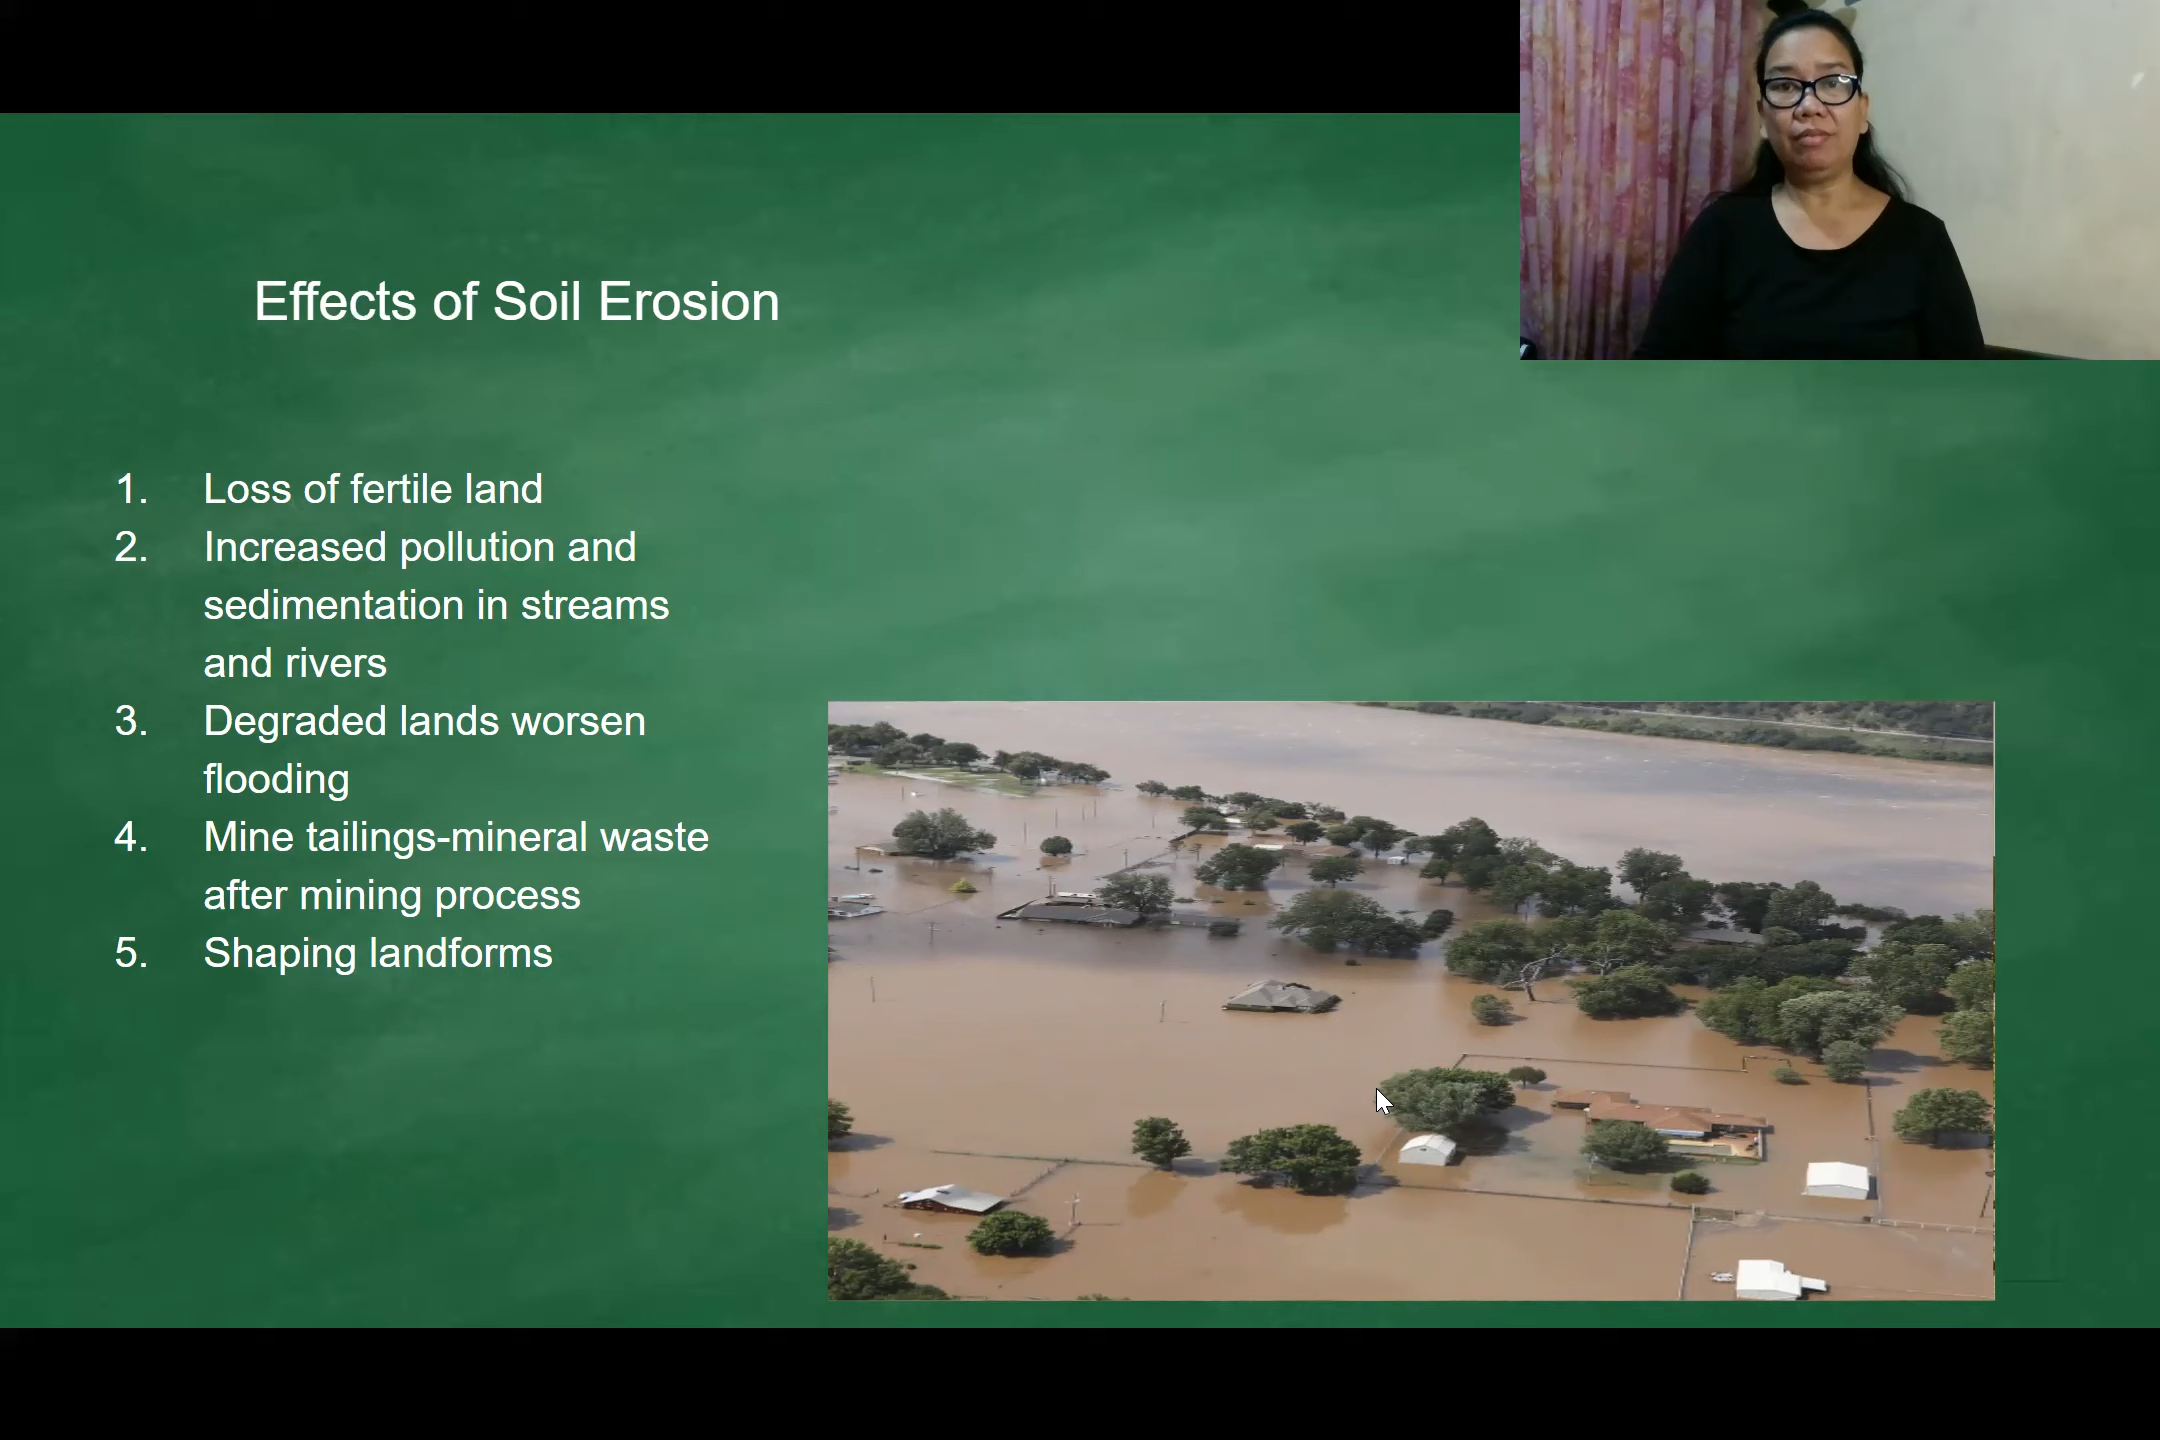 Effects of Soil Erosion
1. Loss of fertile land
2. Increased pollution and
sedimentation in streams
and rivers
3. Degraded lands worsen
flooding
4. Mine tailings-mineral waste
after mining process
5. Shaping landforms